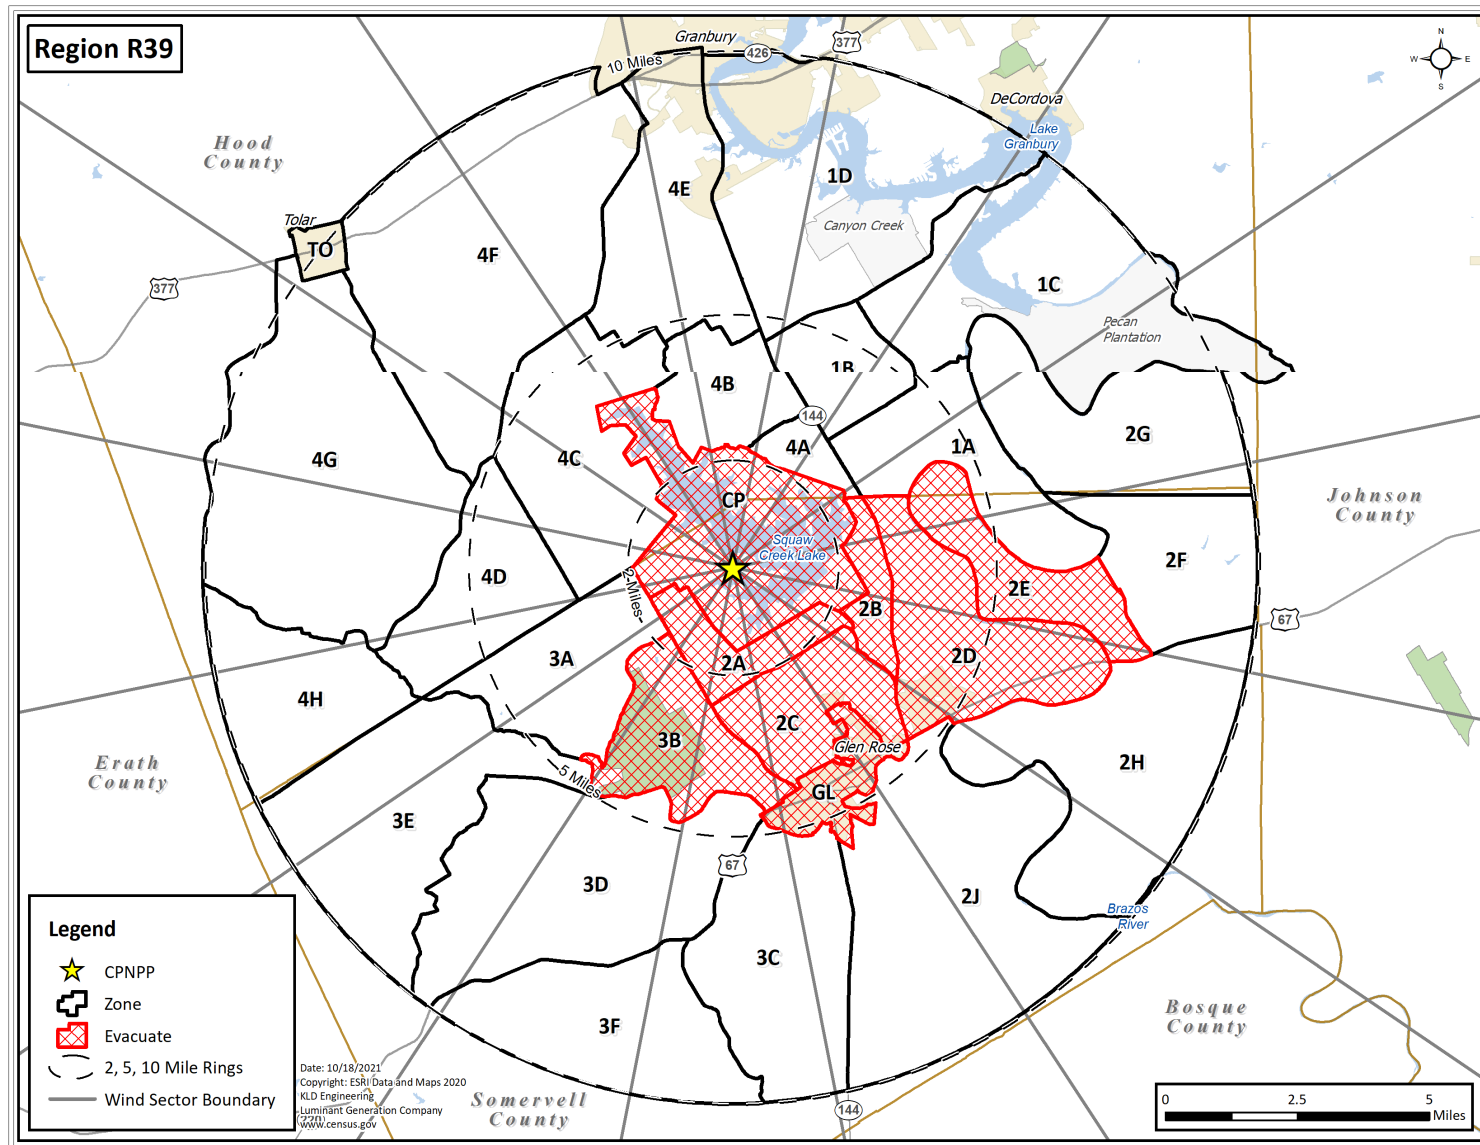 Region R39
Granbury
377
426
10 Miles
N
W
E
S
DeCordova
Lake
Granbury
Hood
County
4E
1D
Tolar
TO
4F
Canyon Creek
377
1C
Pecan
Plantation
1B
4B
144
4A
1A
2G
4G
4C
CP
Johnson
County
Squaw
Creek Lake
2F
4D
2 Miles
2E
2B
67
3A
2A
2D
4H
2C
3B
Glen Rose
2H
Erath
County
5 Miles
GL
3E
67
3D
2J
Brazos
River
3C
Bosque
County
3F
Legend
CPNPP
Zone
Evacuate
2, 5, 10 Mile Rings
Wind Sector Boundary
Date: 10/18/2021
Copyright: ESRI Data and Maps 2020
KLD Engineering
Luminant Generation Company
www.census.gov
Somervell
County
144
0
2.5
5
Miles